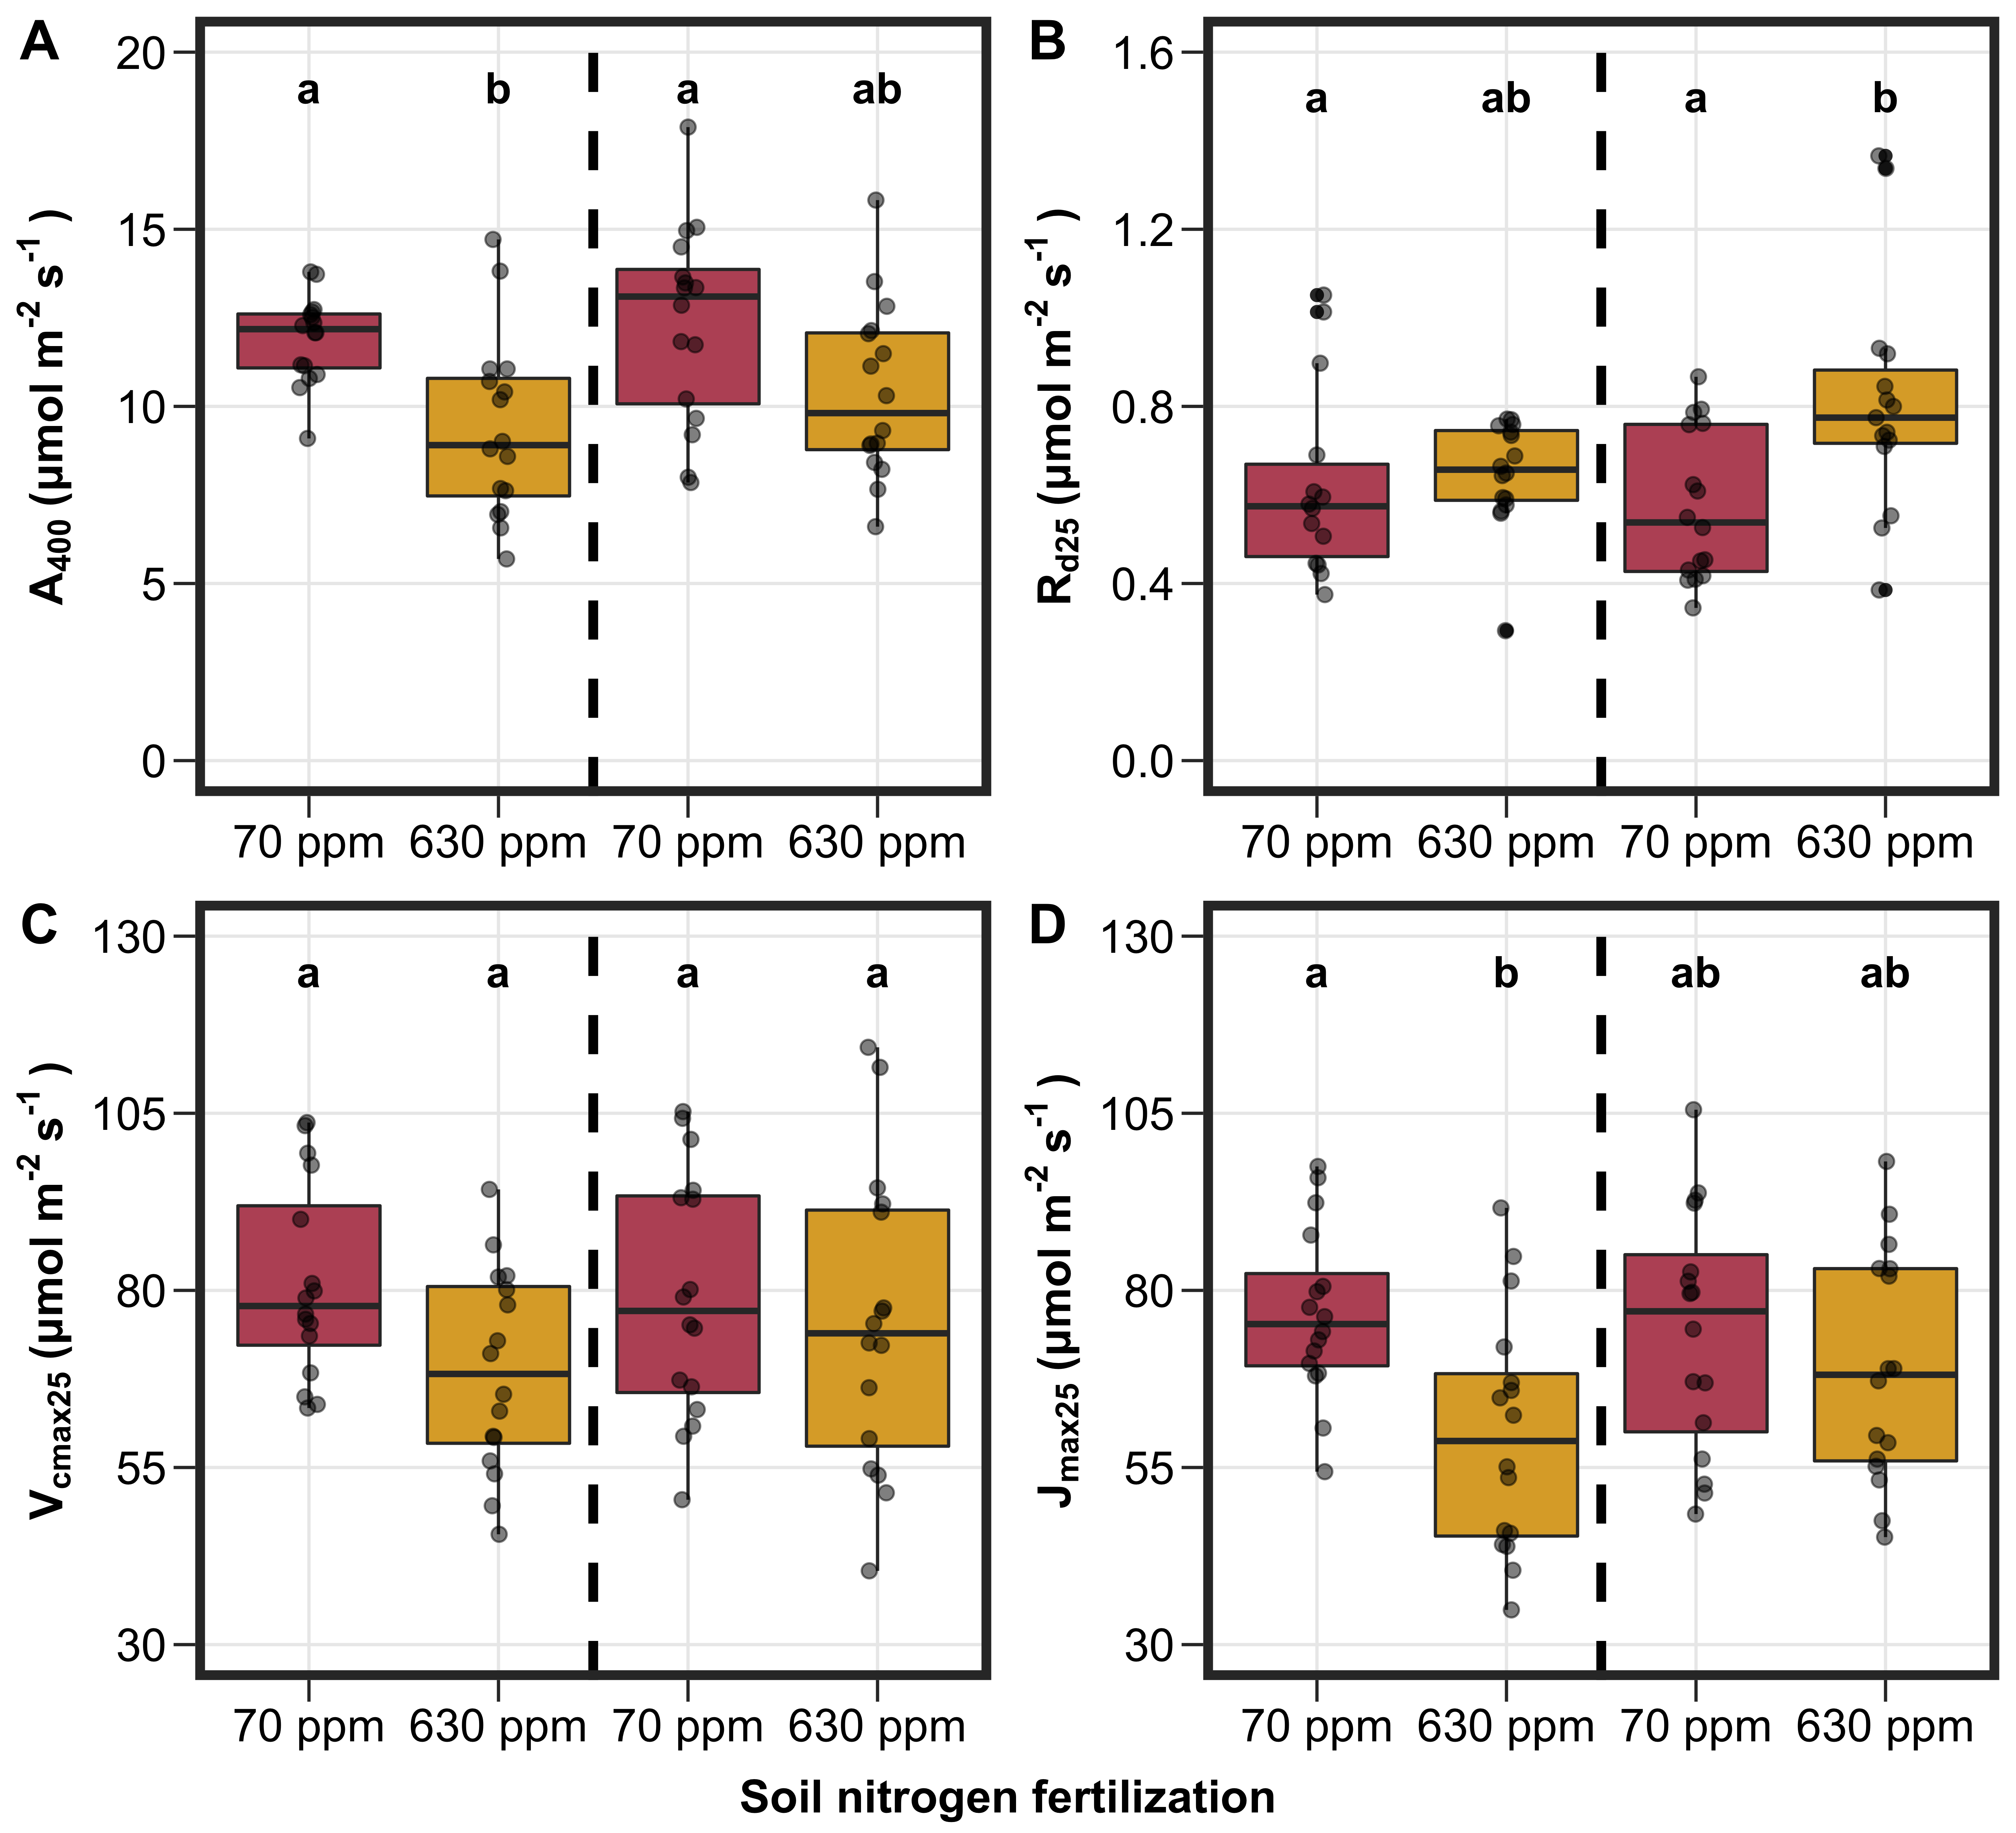 A
B
20
15
10
5
0
A400 (μmol m-2 s-1 )
a b a ab
70 ppm 630 ppm 70 ppm 630 ppm
1.6
1.2
0.8
0.4
0.0
Rd25 (μmol m-2 s-1 )
a ab a b
70 ppm 630 ppm 70 ppm 630 ppm
C
D
130
105
80
55
30
Vcmax25 (μmol m-2 s-1 )
a a a a
70 ppm 630 ppm 70 ppm 630 ppm
130
105
80
55
30
Jmax25 (μmol m-2 s-1 )
a b ab ab
70 ppm 630 ppm 70 ppm 630 ppm
Soil nitrogen fertilization